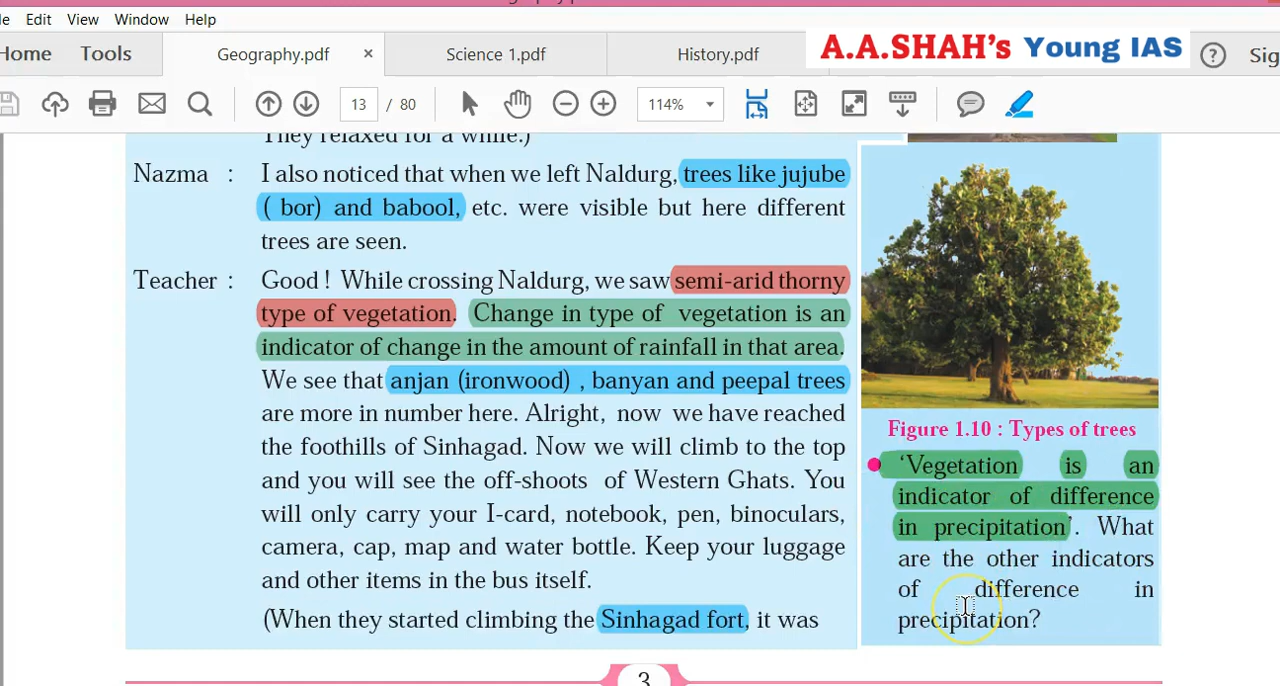 le Edit View Window Help
A.A.SHAH's Young IAS
Home Tools Geography.pdf × Science 1.pdf History.pdf ? Sig
13 / 80 114%
They relaxed for a while.)
Nazma : I also noticed that when we left Naldurg, trees like jujube
( bor) and babool, etc. were visible but here different
trees are seen.
Teacher : Good ! While crossing Naldurg, we saw semi-arid thorny
type of vegetation. Change in type of vegetation is an
indicator of change in the amount of rainfall in that area.
We see that anjan (ironwood) , banyan and peepal trees
are more in number here. Alright, now we have reached
the foothills of Sinhagad. Now we will climb to the top
and you will see the off-shoots of Western Ghats. You
will only carry your I-card, notebook, pen, binoculars,
camera, cap, map and water bottle. Keep your luggage
and other items in the bus itself.
(When they started climbing the Sinhagad fort, it was
Figure 1.10 : Types of trees
‘Vegetation is an
indicator of difference
in precipitation’. What
are the other indicators
of difference in
precipitation?
3